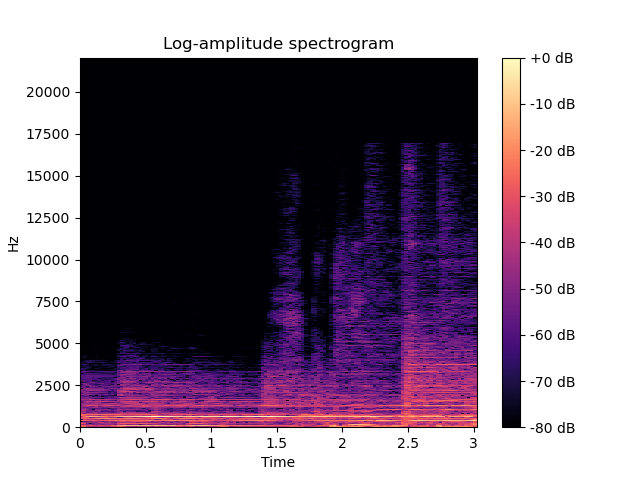 Log-amplitude spectrogram
+0 dB
20000
-10 dB
17500
-20 dB
15000
-30 dB
12500
Hz
-40 dB
10000
-50 dB
7500
-60 dB
5000
-70 dB
2500
0
-80 dB
0 0.5 1 1.5 2 2.5 3
Time